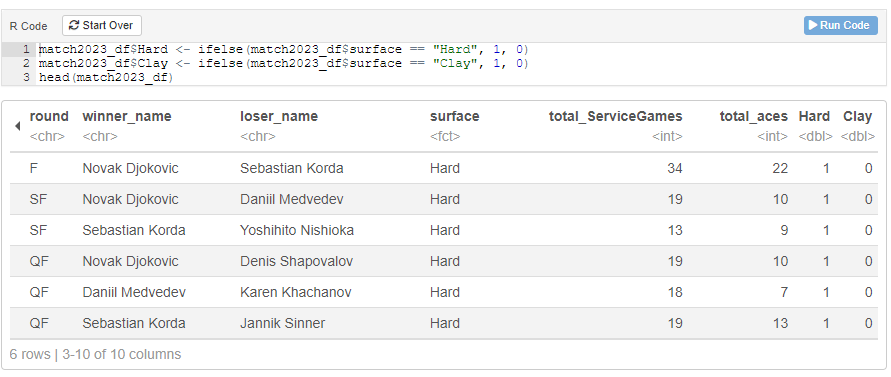 R Code Start Over Run Code
1 match2023_df$Hard <- ifelse(match2023_df$surface == "Hard", 1, 0)
2 match2023_df$Clay <- ifelse(match2023_df$surface == "Clay", 1, 0)
3 head(match2023_df)
round winner_name loser_name surface total_ServiceGames total_aces Hard Clay
<chr> <chr> <chr> <fct> <int> <int> <dbl> <dbl>
F Novak Djokovic Sebastian Korda Hard 34 22 1 0
SF Novak Djokovic Daniil Medvedev Hard 19 10 1 0
SF Sebastian Korda Yoshihito Nishioka Hard 13 9 1 0
QF Novak Djokovic Denis Shapovalov Hard 19 10 1 0
QF Daniil Medvedev Karen Khachanov Hard 18 7 1 0
QF Sebastian Korda Jannik Sinner Hard 19 13 1 0
6 rows | 3-10 of 10 columns